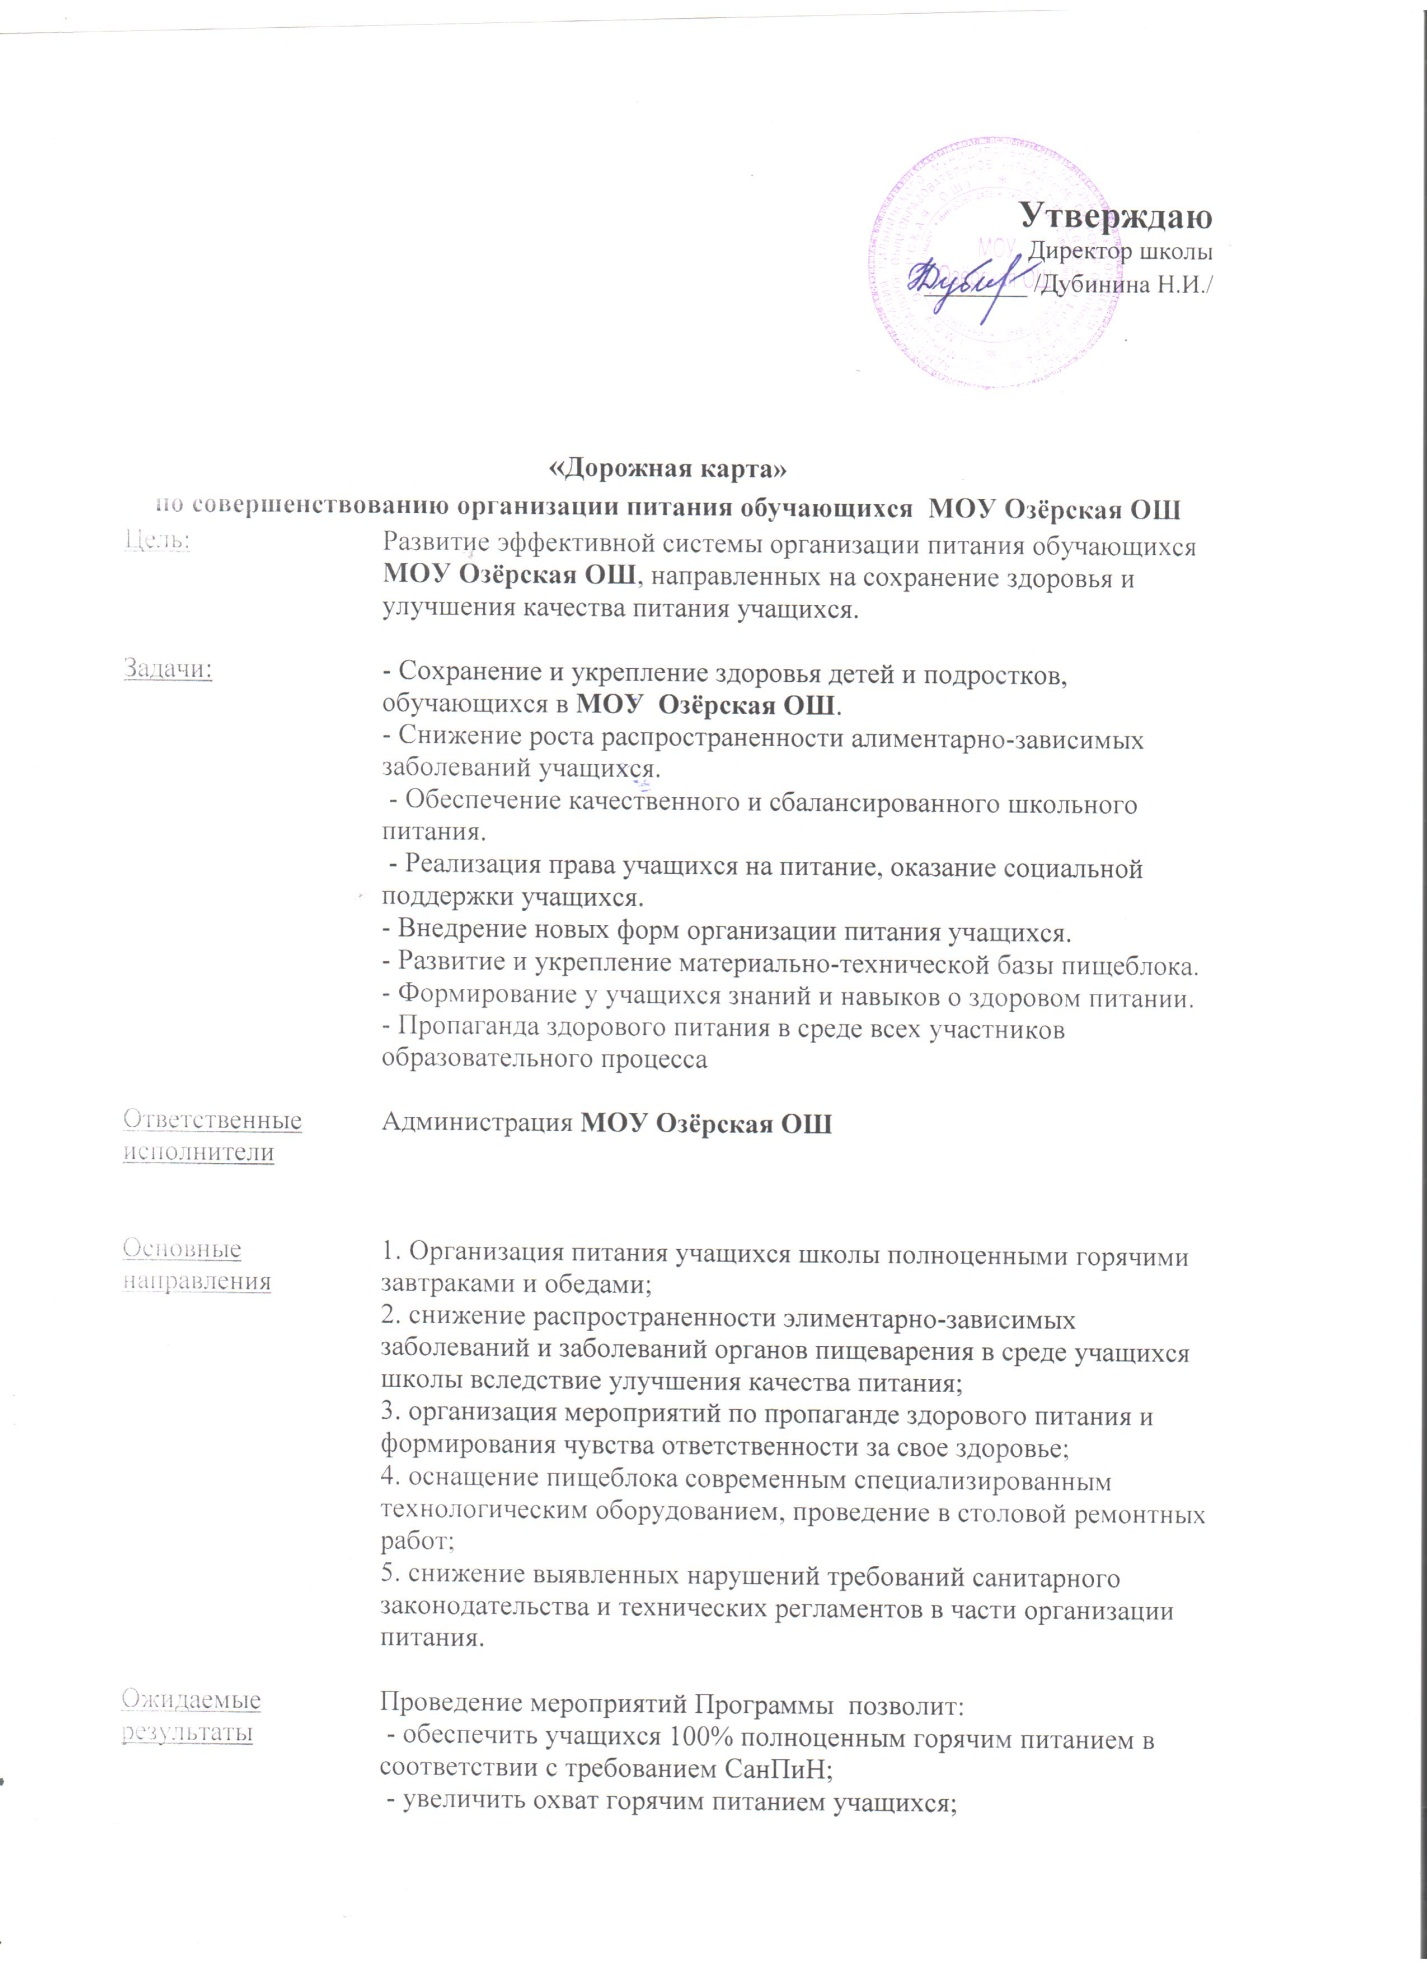 Утверждаю
Директор школы
МОУ
________ /Дубинина Н.И./
«Дорожная карта»
по совершенствованию организации питания обучающихся  МОУ Озёрская ОШ
Цель: Развитие эффективной системы организации питания обучающихся
МОУ Озёрская ОШ, направленных на сохранение здоровья и
улучшения качества питания учащихся.
Задачи: - Сохранение и укрепление здоровья детей и подростков,
обучающихся в МОУ  Озёрская ОШ.
- Снижение роста распространенности алиментарно-зависимых
заболеваний учащихся.
- Обеспечение качественного и сбалансированного школьного
питания.
- Реализация права учащихся на питание, оказание социальной
поддержки учащихся.
- Внедрение новых форм организации питания учащихся.
- Развитие и укрепление материально-технической базы пищеблока.
- Формирование у учащихся знаний и навыков о здоровом питании.
- Пропаганда здорового питания в среде всех участников
образовательного процесса
Ответственные
исполнители
Администрация МОУ Озёрская ОШ
Основные
направления
1. Организация питания учащихся школы полноценными горячими
завтраками и обедами;
2. снижение распространенности элиментарно-зависимых
заболеваний и заболеваний органов пищеварения в среде учащихся
школы вследствие улучшения качества питания;
3. организация мероприятий по пропаганде здорового питания и
формирования чувства ответственности за свое здоровье;
4. оснащение пищеблока современным специализированным
технологическим оборудованием, проведение в столовой ремонтных
работ;
5. снижение выявленных нарушений требований санитарного
законодательства и технических регламентов в части организации
питания.
Ожидаемые
результаты
Проведение мероприятий Программы  позволит:
- обеспечить учащихся 100% полноценным горячим питанием в
соответствии с требованием СанПиН;
- увеличить охват горячим питанием учащихся;